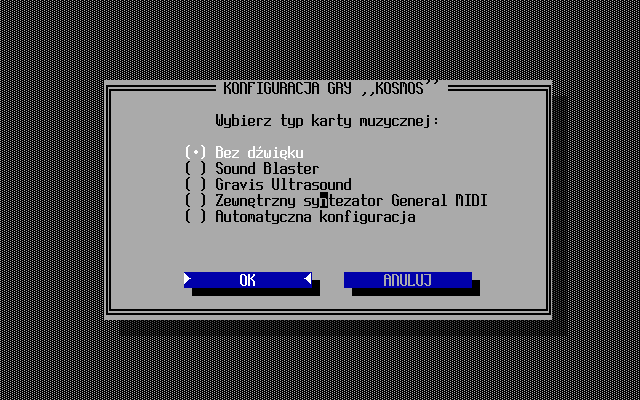 KONFIGURACJA GRY ,,KOSMOS''
Wybierz typ karty muzycznej:
(•) Bez dźwięku
( ) Sound Blaster
( ) Gravis Ultrasound
( ) Zewnętrzny syntezator General MIDI
( ) Automatyczna konfiguracja
OK ANULUJ